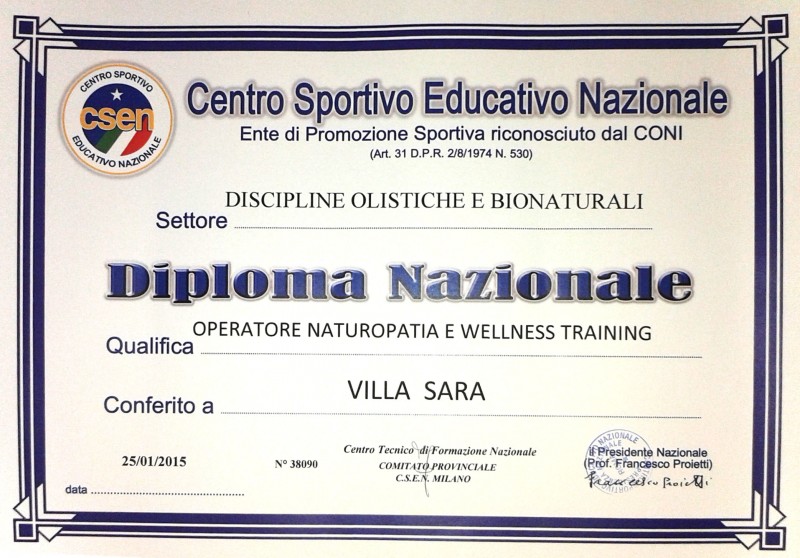 CENTRO SPORTIVO
csen
EDUCATIVO NAZIONALE
Centro Sportivo Educativo Nazionale
Ente di Promozione Sportiva riconosciuto dal CONI
(Art. 31 D.P.R. 2/8/1974 N. 530)
Settore DISCIPLINE OLISTICHE E BIONATURALI
Diploma Nazionale
Qualifica OPERATORE NATUROPATIA E WELLNESS TRAINING
Conferito a VILLA SARA
data 25/01/2015
N° 38090
Centro Tecnico di Formazione Nazionale
COMITATO PROVINCIALE
C.S.E.N. MILANO
il Presidente Nazionale
(Prof. Francesco Proietti)
Francesco Proietti